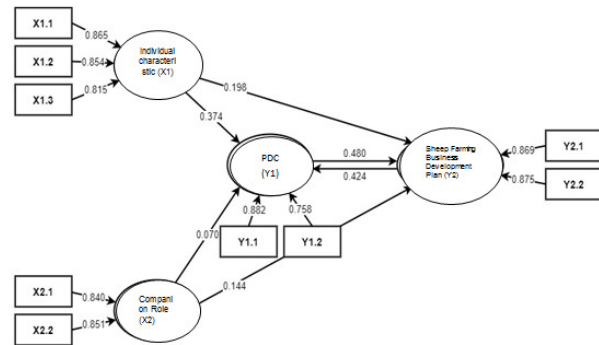 X1.1
0.865
X1.2
0.854
X1.3
0.815
Individual
characteri
stic (X1)
0.198
0.374
PDC
(Y1)
0.480
0.424
Sheep Farming
Business
Development
Plan (Y2)
0.869
Y2.1
0.875
Y2.2
0.882
0.758
Y1.1
Y1.2
0.070
0.144
X2.1
0.840
X2.2
0.851
Compani
on Role
(X2)